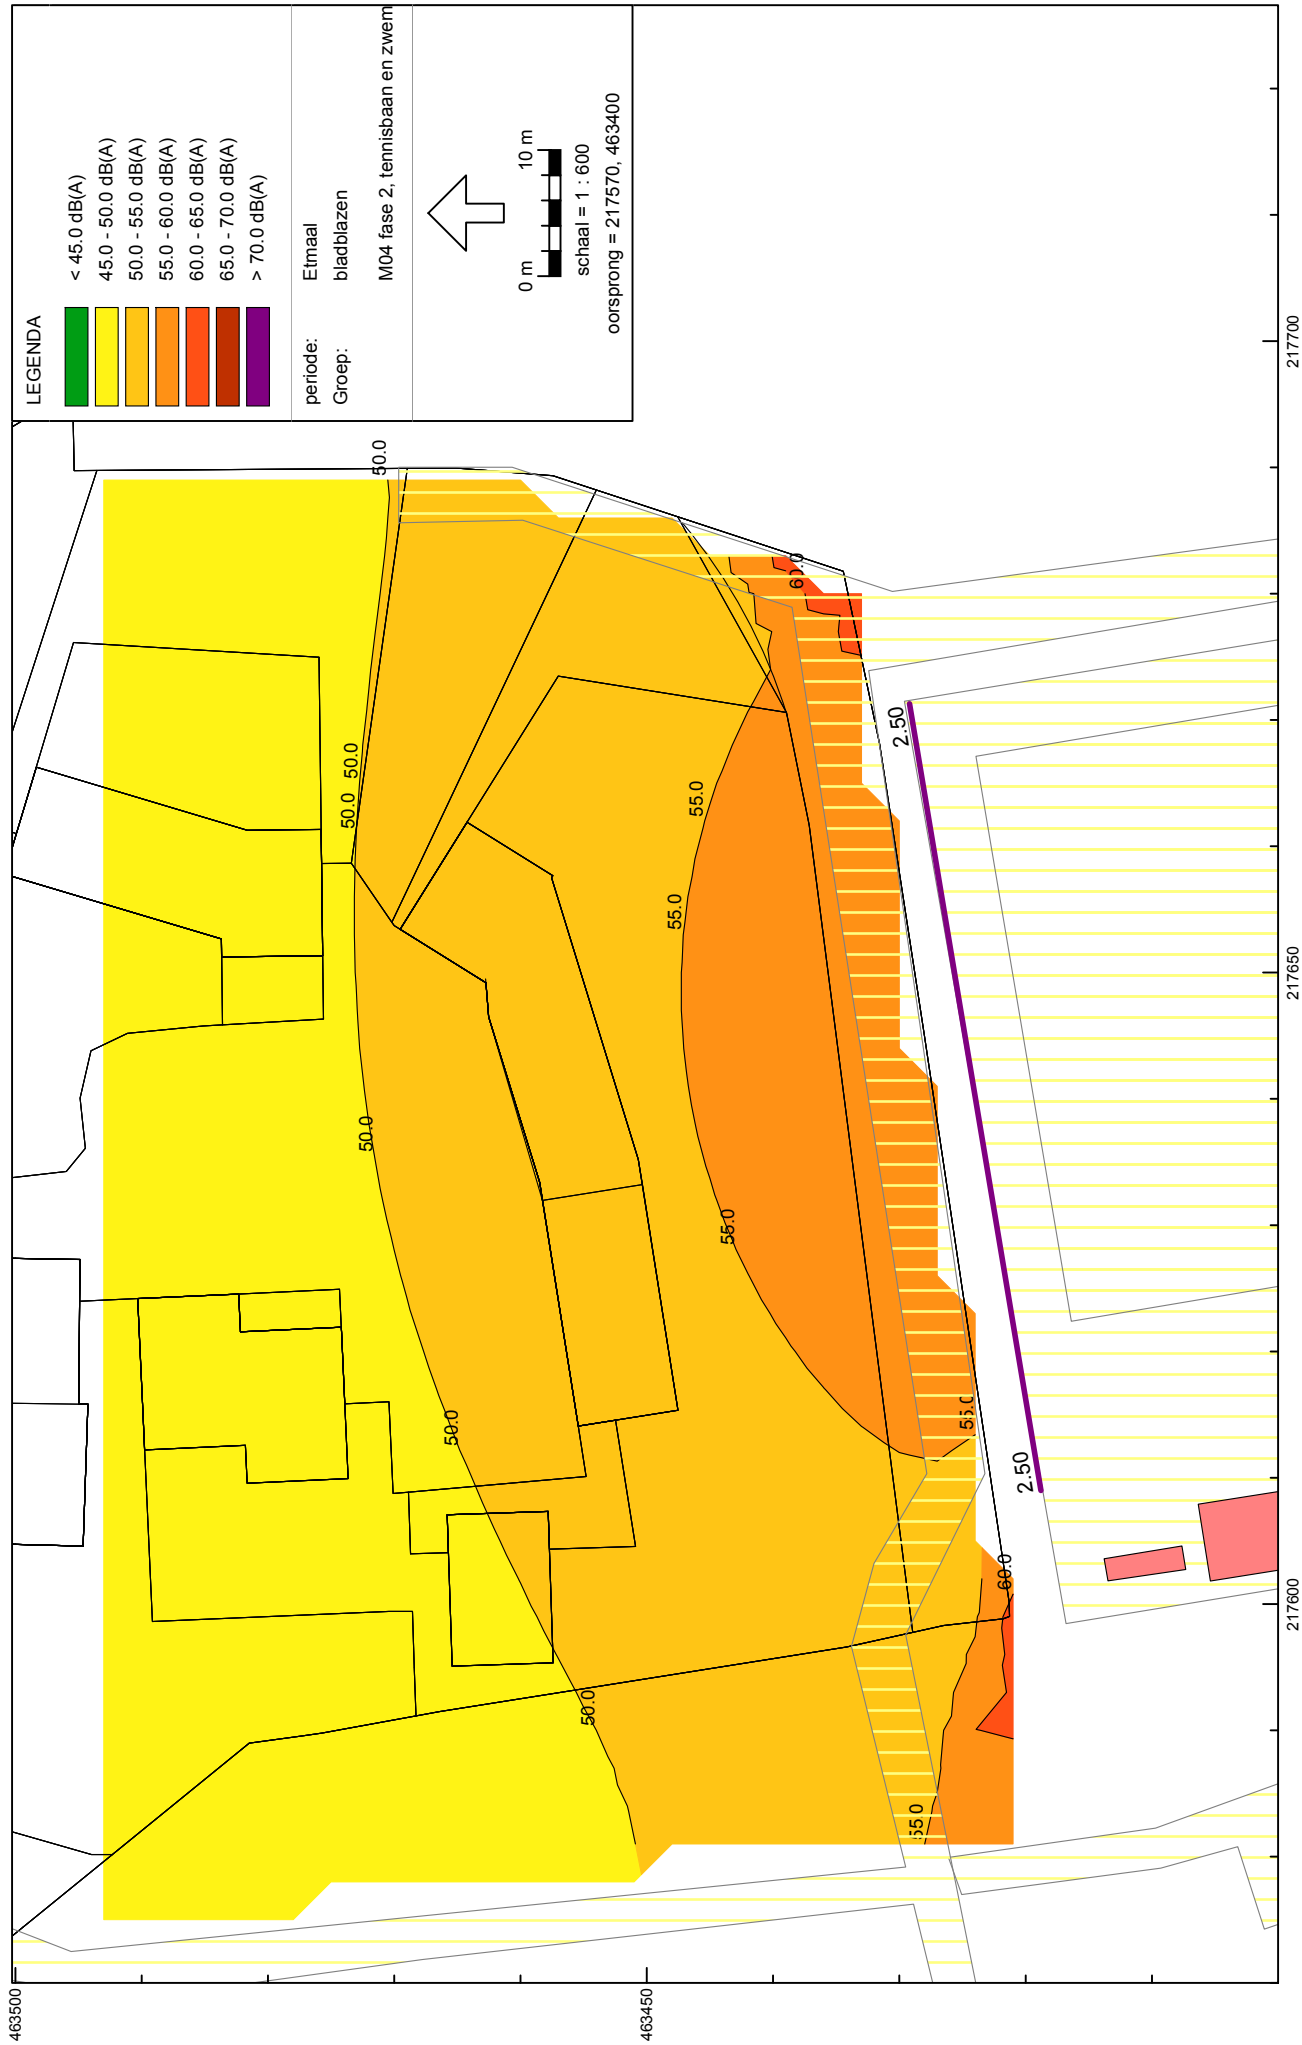 LEGENDA
< 45.0 dB(A)
45.0 - 50.0 dB(A)
50.0 - 55.0 dB(A)
55.0 - 60.0 dB(A)
60.0 - 65.0 dB(A)
65.0 - 70.0 dB(A)
> 70.0 dB(A)
periode: Etmaal
Groep: bladblazen
M04 fase 2, tennisbaan en zwem
0 m 10 m
schaal = 1 : 600
oorsprong = 217570, 463400
463500
463450
217600
217650
217700
50.0
50.0
50.0
50.0
50.0
50.0
55.0
55.0
55.0
55.0
55.0
60.0
60.0
2.50
2.50